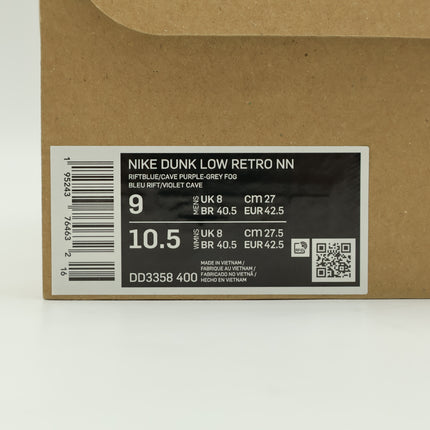 NIKE DUNK LOW RETRO NN
RIFTBLUE/CAVE PURPLE-GREY FOG
BLEU RIFT/VIOLET CAVE
9 MENS UK 8 cm 27
BR 40.5 EUR 42.5
10.5 WMNS UK 8 cm 27.5
BR 40.5 EUR 42.5
DD3358 400
MADE IN VIETNAM /
FABRIQUÉ AU VIETNAM /
FABRICADO NO VIETNÃ /
HECHO EN VIETNAM
1 95243 76463 2 16